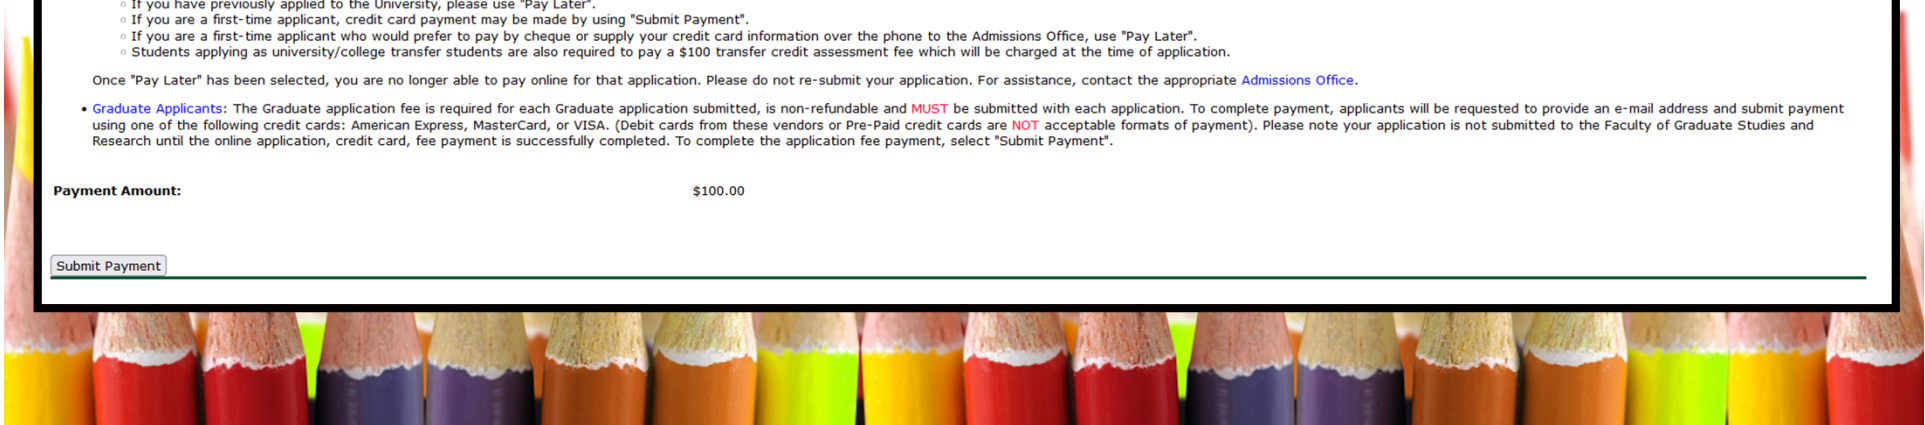 If you have previously applied to the University, please use "Pay Later".
If you are a first-time applicant, credit card payment may be made by using "Submit Payment".
If you are a first-time applicant who would prefer to pay by cheque or supply your credit card information over the phone to the Admissions Office, use "Pay Later".
Students applying as university/college transfer students are also required to pay a $100 transfer credit assessment fee which will be charged at the time of application.
Once "Pay Later" has been selected, you are no longer able to pay online for that application. Please do not re-submit your application. For assistance, contact the appropriate Admissions Office.
Graduate Applicants: The Graduate application fee is required for each Graduate application submitted, is non-refundable and MUST be submitted with each application. To complete payment, applicants will be requested to provide an e-mail address and submit payment
using one of the following credit cards: American Express, MasterCard, or VISA. (Debit cards from these vendors or Pre-Paid credit cards are NOT acceptable formats of payment). Please note your application is not submitted to the Faculty of Graduate Studies and
Research until the online application, credit card, fee payment is successfully completed. To complete the application fee payment, select "Submit Payment".
Payment Amount: $100.00
Submit Payment